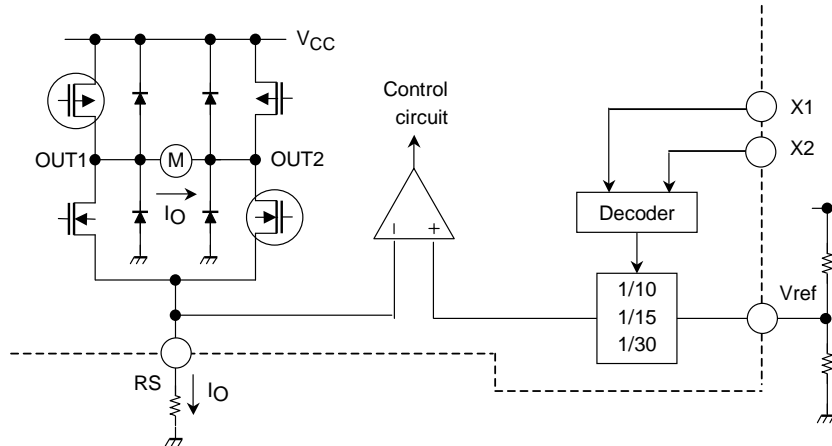 VCC
Control
circuit
X1
X2
OUT1
M
OUT2
IO
Decoder
− +
1/10
1/15
1/30
Vref
RS
IO